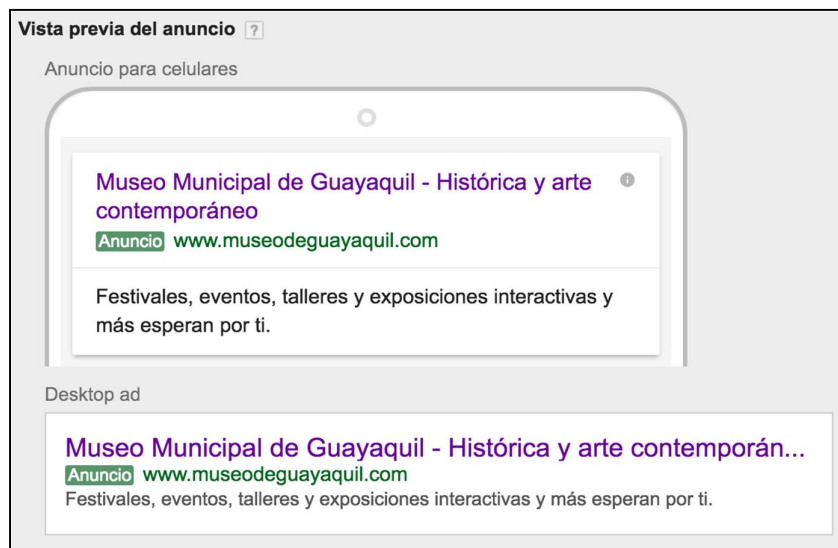 Vista previa del anuncio ?
Anuncio para celulares
Museo Municipal de Guayaquil - Histórica y arte
contemporáneo
Anuncio www.museodeguayaquil.com
Festivales, eventos, talleres y exposiciones interactivas y
más esperan por ti.
Desktop ad
Museo Municipal de Guayaquil - Histórica y arte contemporán...
Anuncio www.museodeguayaquil.com
Festivales, eventos, talleres y exposiciones interactivas y más esperan por ti.